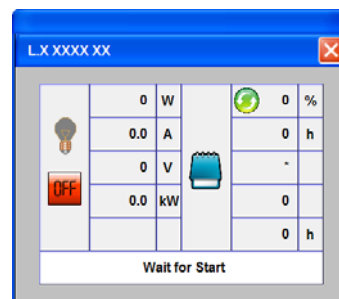 L.X XXXX XX
0 W 0 %
0.0 A 0 h
0 V -
OFF 0.0 kW 0
0 h
Wait for Start